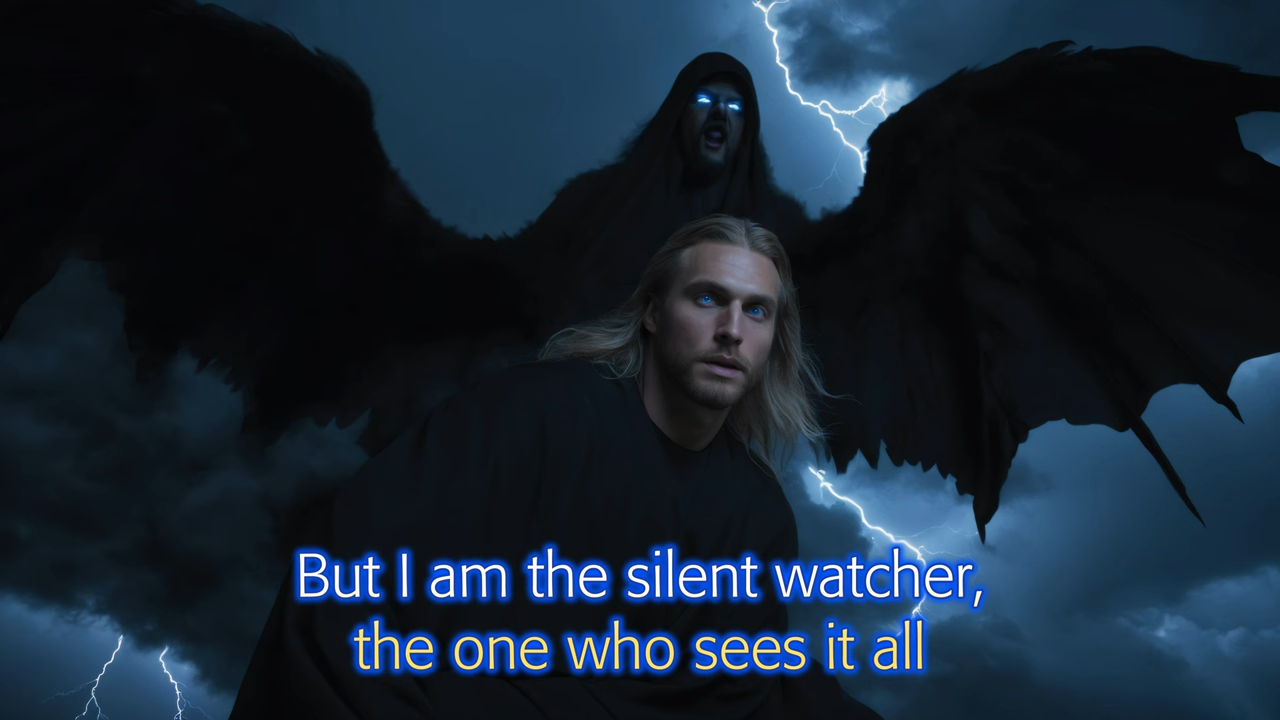 But I am the silent watcher,
the one who sees it all